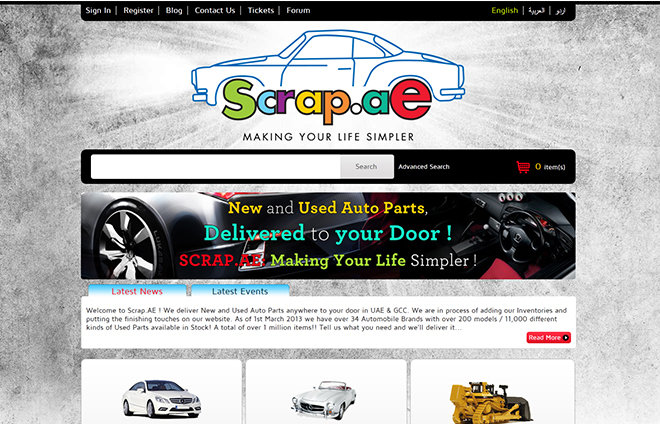 Sign In | Register | Blog | Contact Us | Tickets | Forum
English | العربية | اردو
Scrap.ae
MAKING YOUR LIFE SIMPLER
Search
Advanced Search
0 item(s)
New and Used Auto Parts,
Delivered to your Door !
SCRAP.AE: Making Your Life Simpler !
Latest News
Latest Events
Welcome to Scrap.AE ! We deliver New and Used Auto Parts anywhere to your door in UAE & GCC. We are in process of adding our Inventories and
putting the finishing touches on our website. As of 1st March 2013 we have over 34 Automobile Brands with over 200 models / 11,000 different
kinds of Used Parts available in Stock! A total of over 1 million items!! Tell us what you need and we'll deliver it...
Read More